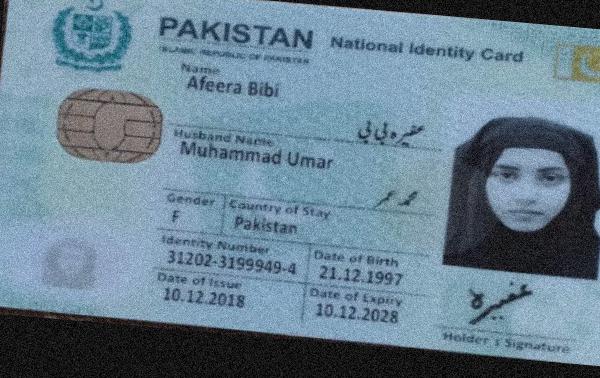 PAKISTAN National Identity Card
ISLAMIC REPUBLIC OF PAKISTAN
Name
Afeera Bibi
عفیرہ بی بی
Husband Name
Muhammad Umar
محمد عمر
Gender Country of Stay
F Pakistan
Identity Number Date of Birth
31202-3199949-4 21.12.1997
Date of Issue Date of Expiry
10.12.2018 10.12.2028
عفیرہ
Holder's Signature